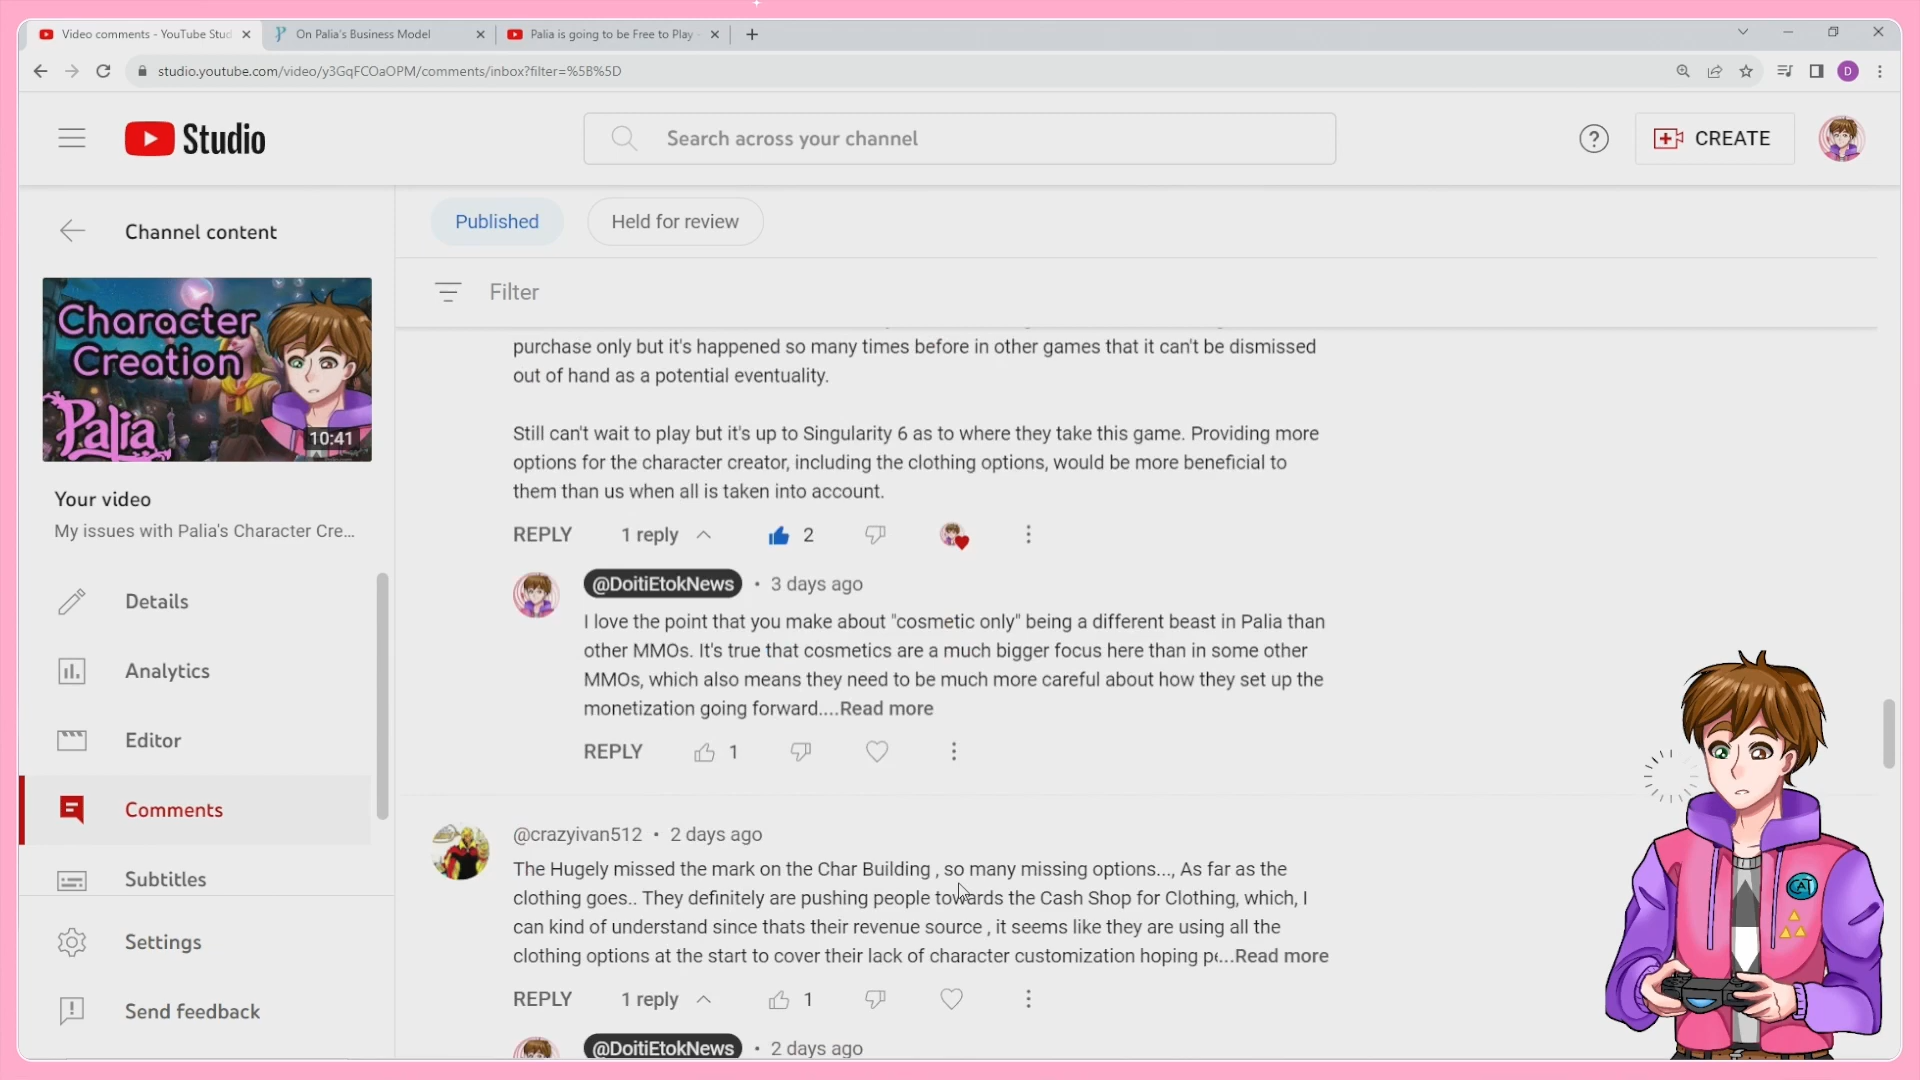 Video comments - YouTube Stud
On Palia's Business Model
Palia is going to be Free to Play
studio.youtube.com/video/y3GqFCOaOPM/comments/inbox?filter=%5B%5D
D
Studio
Search across your channel
?
CREATE
Channel content
Character
Creation
Palia
10:41
Your video
My issues with Palia's Character Cre...
Details
Analytics
Editor
Comments
Subtitles
Settings
Send feedback
Published
Held for review
Filter
purchase only but it's happened so many times before in other games that it can't be dismissed
out of hand as a potential eventuality.
Still can't wait to play but it's up to Singularity 6 as to where they take this game. Providing more
options for the character creator, including the clothing options, would be more beneficial to
them than us when all is taken into account.
REPLY 1 reply 2
@DoitiEtokNews • 3 days ago
I love the point that you make about "cosmetic only" being a different beast in Palia than
other MMOs. It's true that cosmetics are a much bigger focus here than in some other
MMOs, which also means they need to be much more careful about how they set up the
monetization going forward....Read more
REPLY 1
@crazyivan512 • 2 days ago
The Hugely missed the mark on the Char Building , so many missing options..., As far as the
clothing goes.. They definitely are pushing people towards the Cash Shop for Clothing, which, I
can kind of understand since thats their revenue source , it seems like they are using all the
clothing options at the start to cover their lack of character customization hoping pe...Read more
REPLY 1 reply 1
@DoitiEtokNews • 2 days ago
CAT